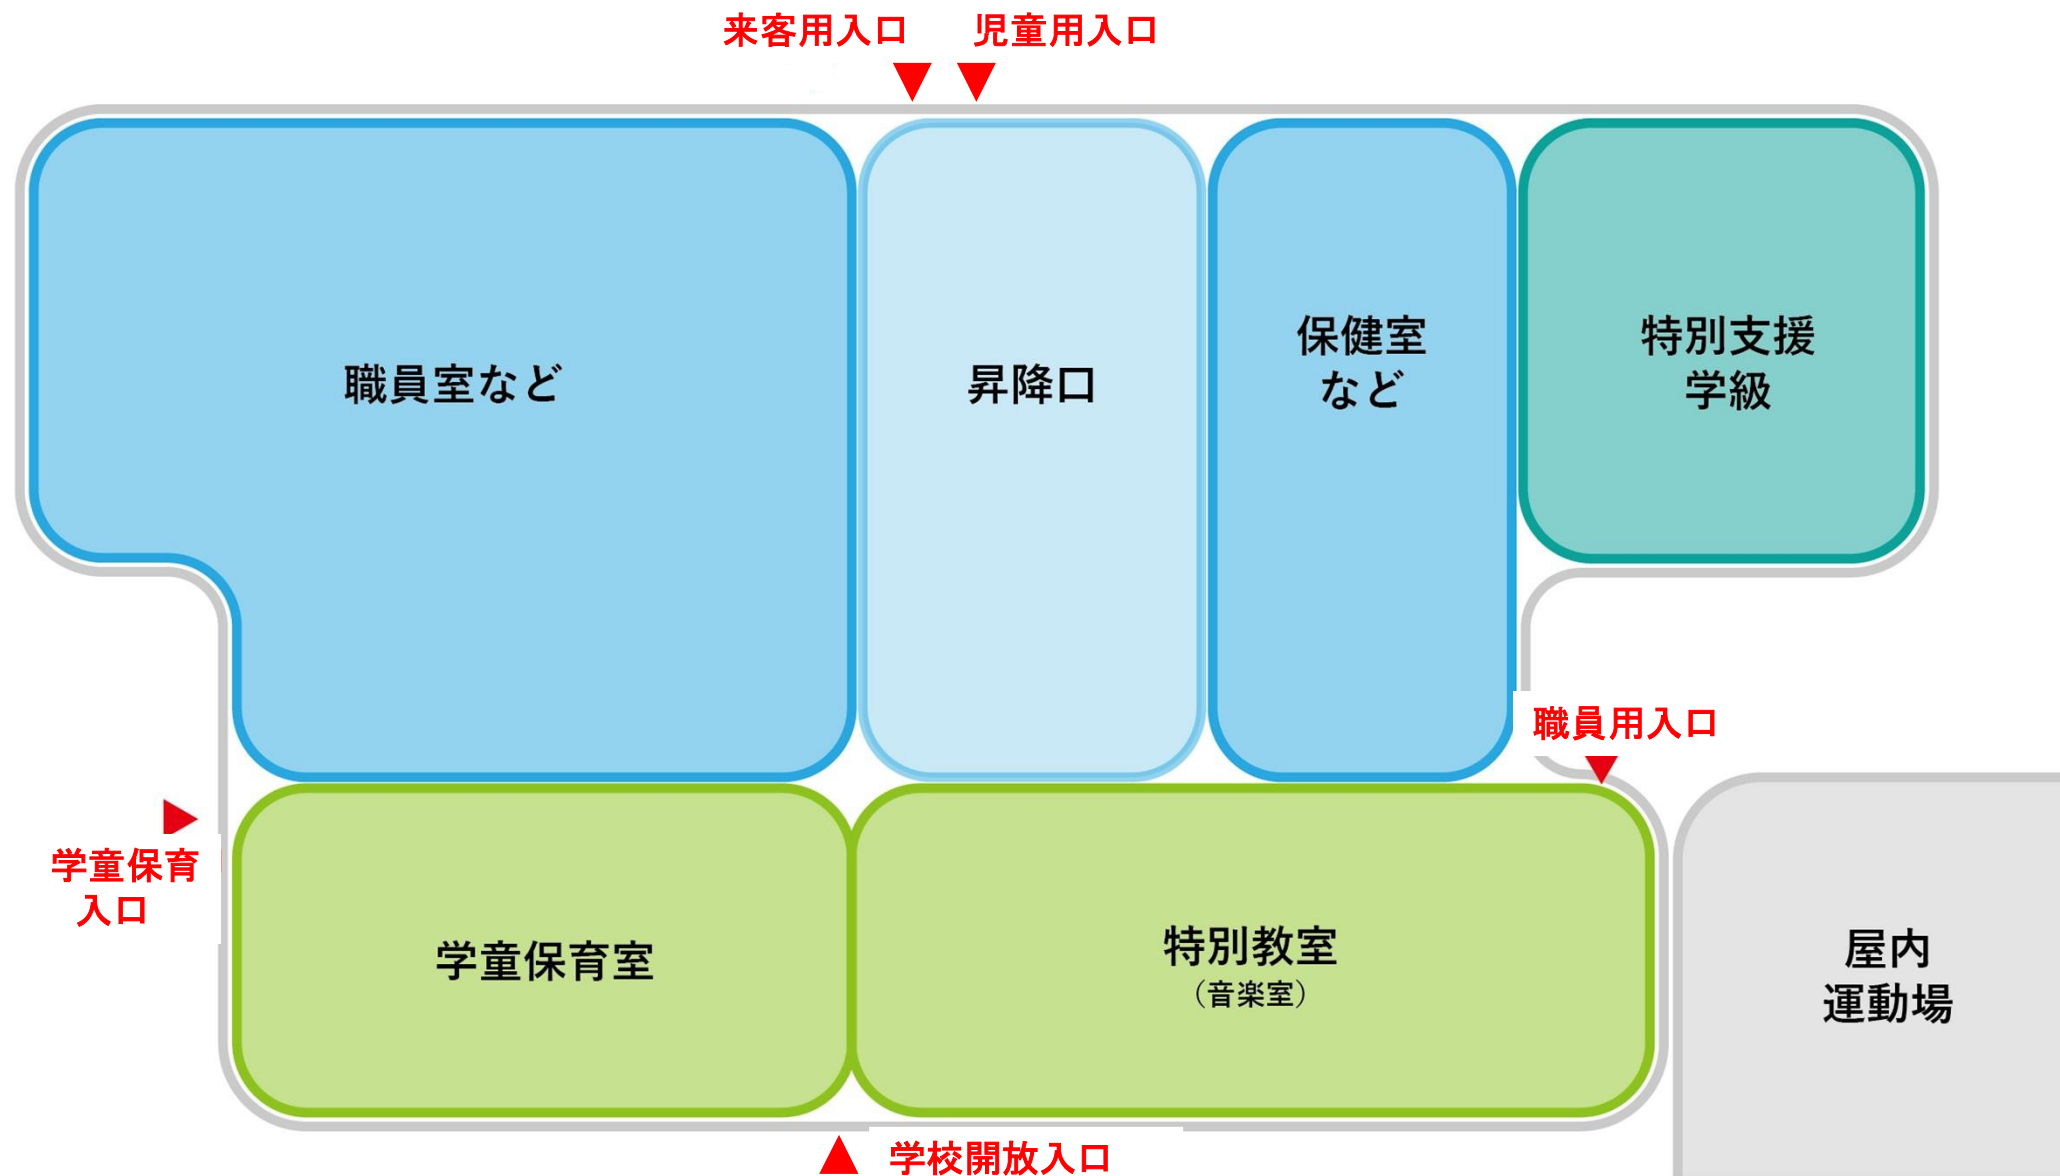 来客用入口
児童用入口
職員室など
昇降口
保健室
など
特別支援
学級
職員用入口
学童保育
入口
学童保育室
特別教室
（音楽室）
屋内
運動場
学校開放入口